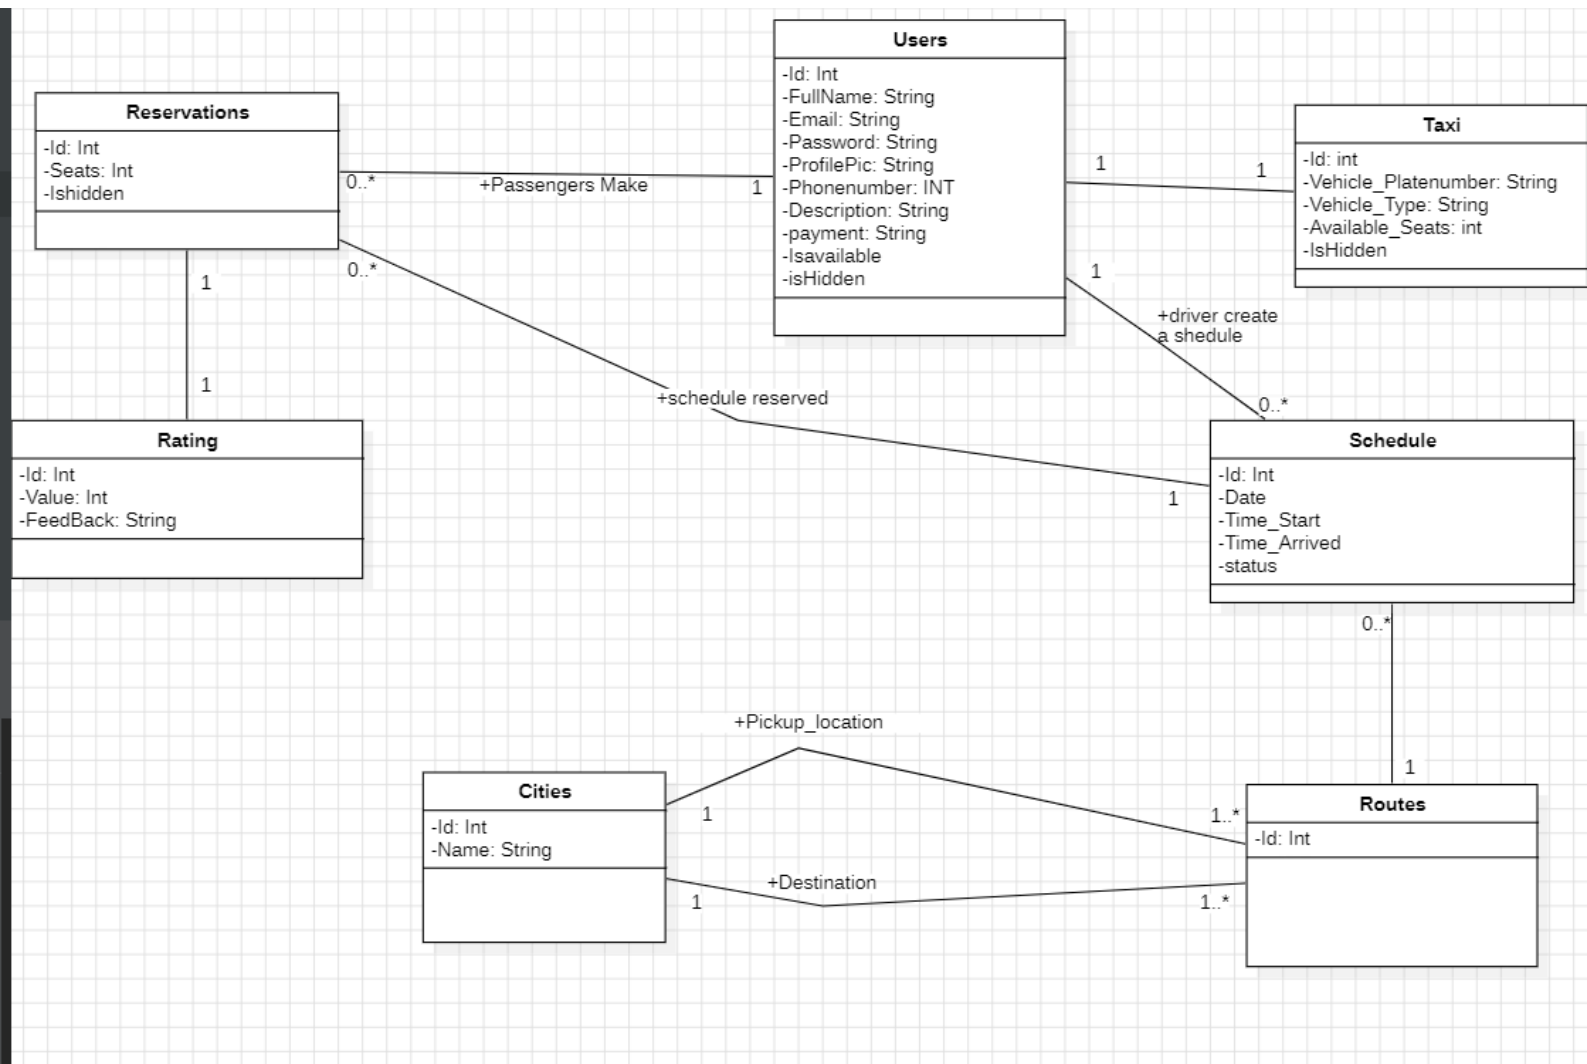 Users
-Id: Int
-FullName: String
-Email: String
-Password: String
-ProfilePic: String
-Phonenumber: INT
-Description: String
-payment: String
-Isavailable
-isHidden
Reservations
-Id: Int
-Seats: Int
-Ishidden
Taxi
-Id: int
-Vehicle_Platenumber: String
-Vehicle_Type: String
-Available_Seats: int
-IsHidden
0..*
+Passengers Make
1
1
1
0..*
1
1
1
+driver create
a shedule
0..*
+schedule reserved
1
Rating
-Id: Int
-Value: Int
-FeedBack: String
Schedule
-Id: Int
-Date
-Time_Start
-Time_Arrived
-status
0..*
1
+Pickup_location
1
1..*
Cities
-Id: Int
-Name: String
Routes
-Id: Int
+Destination
1
1..*